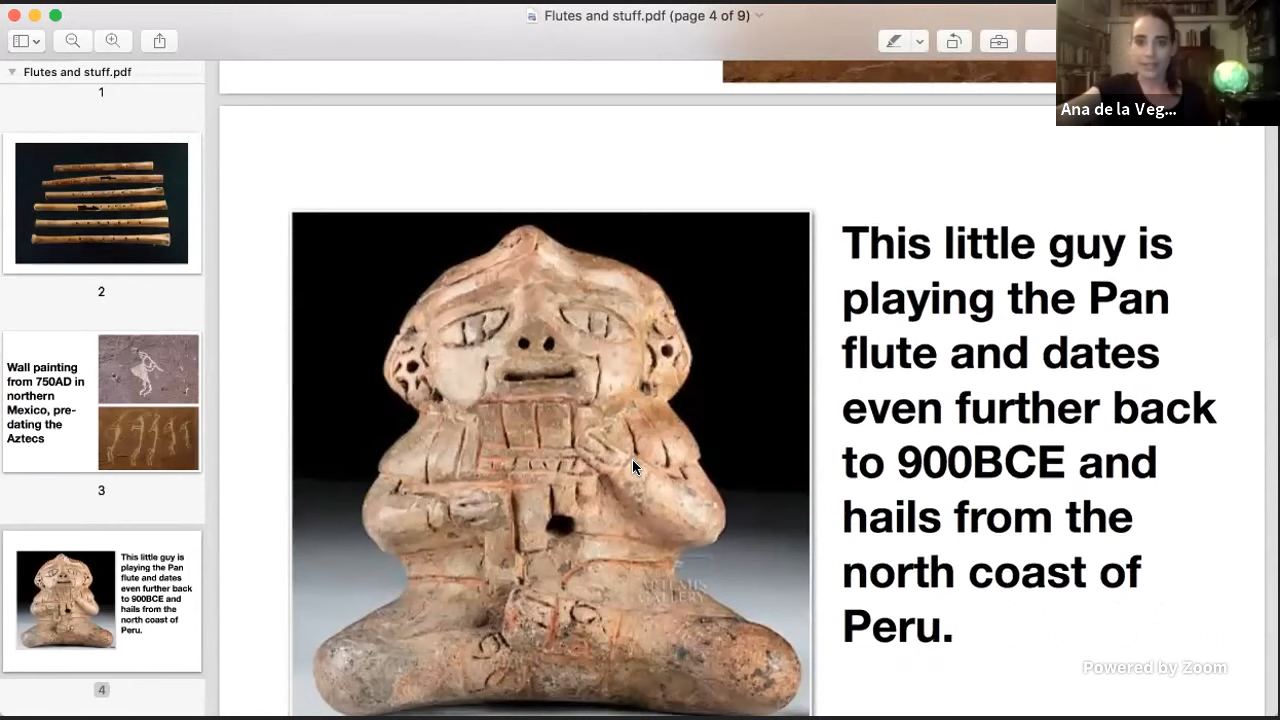 Flutes and stuff.pdf (page 4 of 9)
Flutes and stuff.pdf
1
2
Wall painting
from 750AD in
northern
Mexico, pre-
dating the
Aztecs
3
This little guy is
playing the Pan
flute and dates
even further back
to 900BCE and
hails from the
north coast of
Peru.
4
This little guy is
playing the Pan
flute and dates
even further back
to 900BCE and
hails from the
north coast of
Peru.
ARTEMIS
GALLERY
Ana de la Veg...
Powered by Zoom